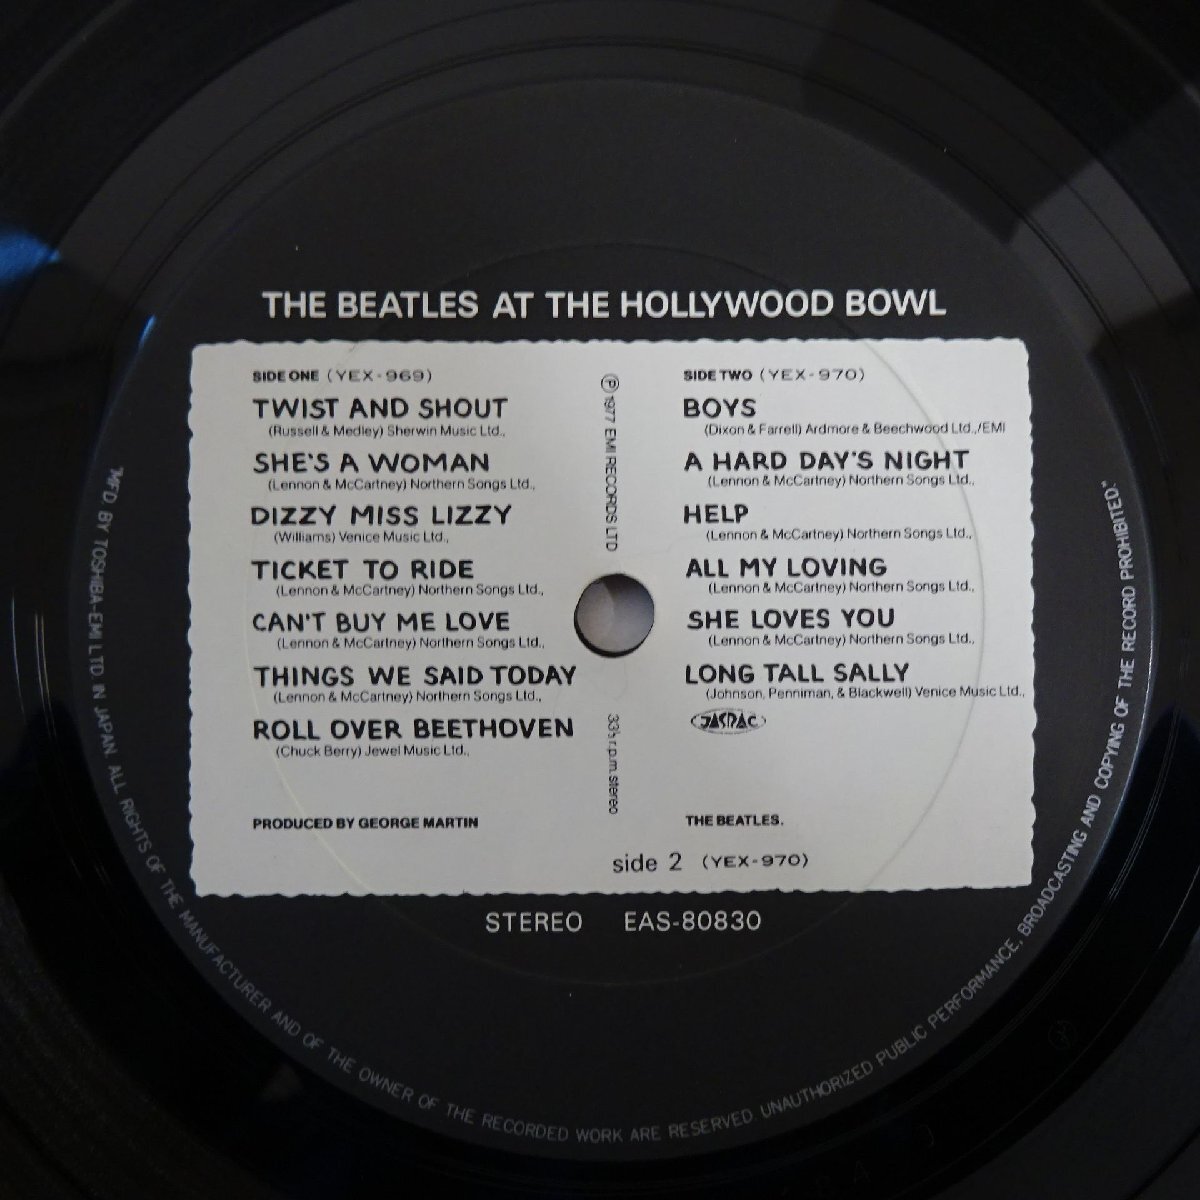 THE BEATLES AT THE HOLLYWOOD BOWL
SIDE ONE (YEX-969)
TWIST AND SHOUT
(Russell & Medley) Sherwin Music Ltd.,
SHE'S A WOMAN
(Lennon & McCartney) Northern Songs Ltd.,
DIZZY MISS LIZZY
(Williams) Venice Music Ltd.,
TICKET TO RIDE
(Lennon & McCartney) Northern Songs Ltd.,
CAN'T BUY ME LOVE
(Lennon & McCartney) Northern Songs Ltd.,
THINGS WE SAID TODAY
(Lennon & McCartney) Northern Songs Ltd.,
ROLL OVER BEETHOVEN
(Chuck Berry) Jewel Music Ltd.,
PRODUCED BY GEORGE MARTIN
℗ 1977 EMI RECORDS LTD
33⅓ r.p.m. stereo
SIDE TWO (YEX-970)
BOYS
(Dixon & Farrell) Ardmore & Beechwood Ltd.,/EMI
A HARD DAY'S NIGHT
(Lennon & McCartney) Northern Songs Ltd.,
HELP
(Lennon & McCartney) Northern Songs Ltd.,
ALL MY LOVING
(Lennon & McCartney) Northern Songs Ltd.,
SHE LOVES YOU
(Lennon & McCartney) Northern Songs Ltd.,
LONG TALL SALLY
(Johnson, Penniman, & Blackwell) Venice Music Ltd.,
JASRAC
THE BEATLES.
side 2 (YEX-970)
STEREO EAS-80830
"MF'D BY TOSHIBA-EMI LTD. IN JAPAN. ALL RIGHTS OF THE MANUFACTURER AND OF THE OWNER OF THE RECORDED WORK ARE RESERVED. UNAUTHORIZED PUBLIC PERFORMANCE, BROADCASTING AND COPYING OF THE RECORD PROHIBITED."